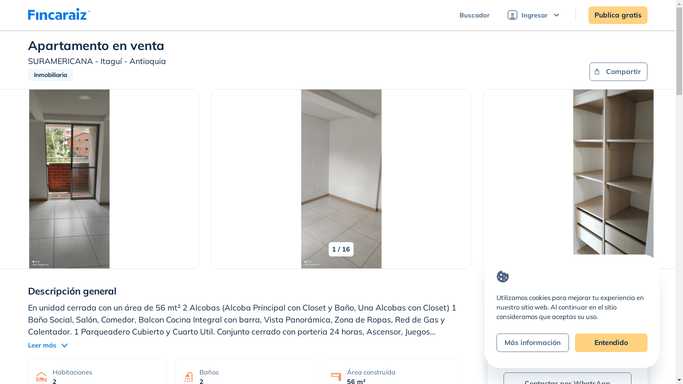 Fincaraiz
Buscador
Ingresar
Publica gratis
Apartamento en venta
SURAMERICANA - Itaguí - Antioquia
Inmobiliaria
Compartir
1 / 16
Descripción general
En unidad cerrada con un área de 56 mt² 2 Alcobas (Alcoba Principal con Closet y Baño, Una Alcobas con Closet) 1
Baño Social, Salón, Comedor, Balcon Cocina Integral con barra, Vista Panorámica, Zona de Ropas, Red de Gas y
Calentador. 1 Parqueadero Cubierto y Cuarto Util. Conjunto cerrado con porteria 24 horas, Ascensor, Juegos...
Leer más
Habitaciones
2
Baños
2
Área construida
56 m²
Utilizamos cookies para mejorar tu experiencia en
nuestro sitio web. Al continuar en el sitio
consideramos que aceptas su uso.
Más información
Entendido
Contactar por WhatsApp